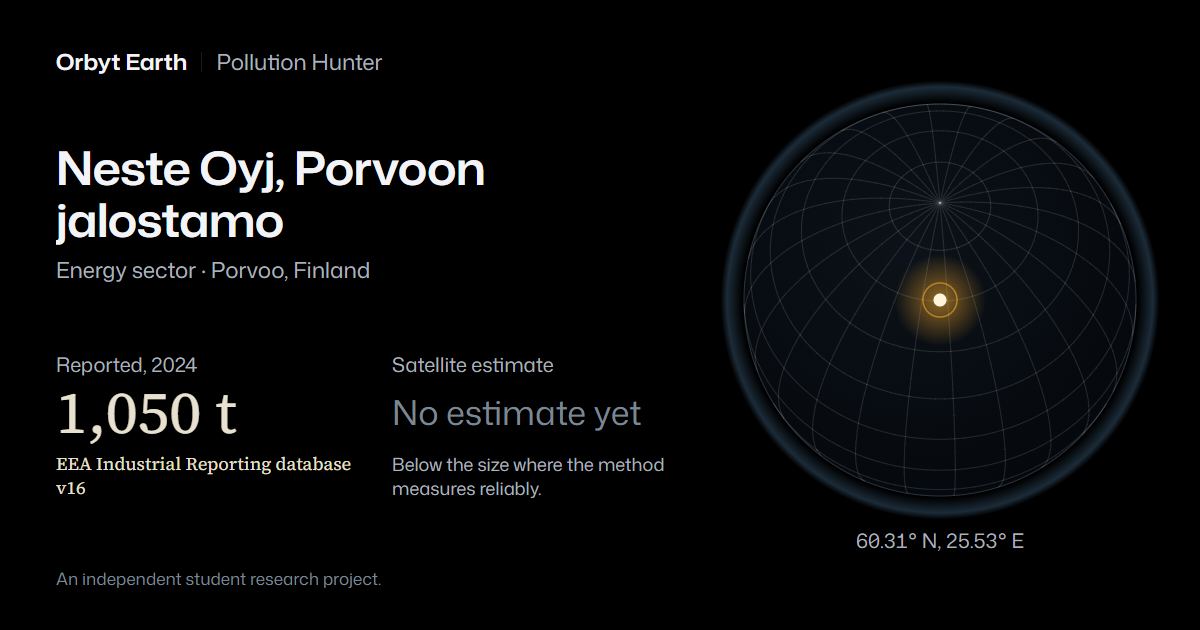 Orbyt Earth | Pollution Hunter
Neste Oyj, Porvoon
jalostamo
Energy sector · Porvoo, Finland
Reported, 2024
1,050 t
EEA Industrial Reporting database
v16
Satellite estimate
No estimate yet
Below the size where the method
measures reliably.
60.31° N, 25.53° E
An independent student research project.